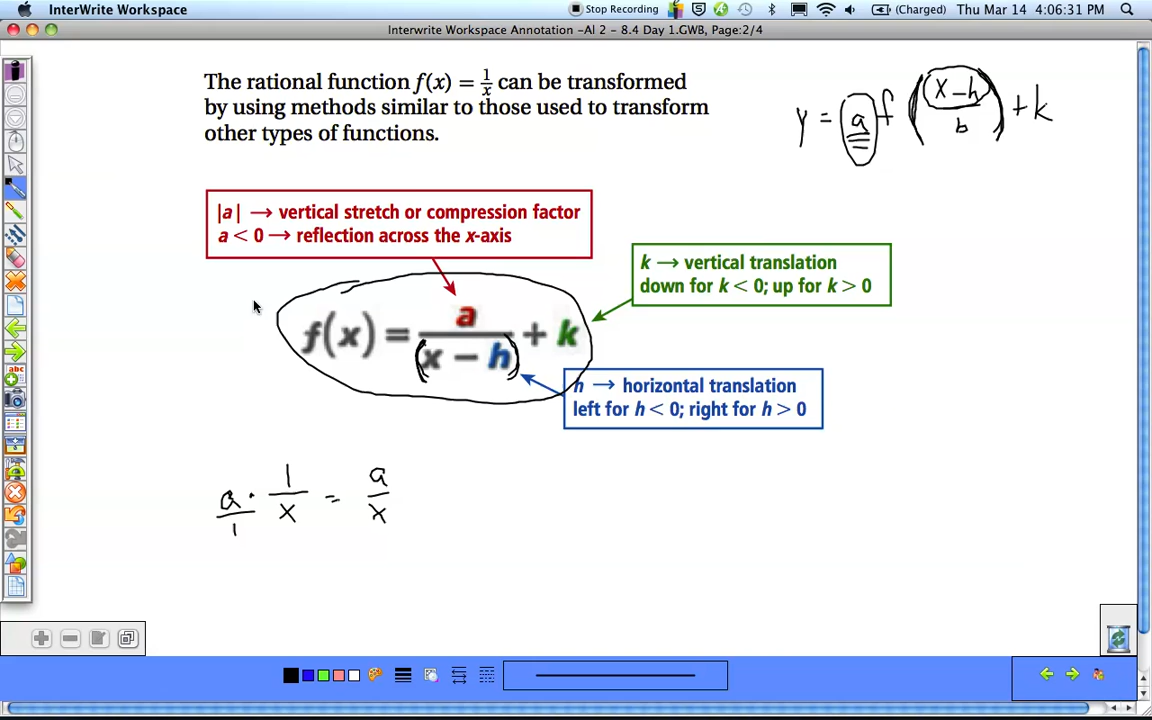 InterWrite Workspace
Stop Recording
(Charged) Thu Mar 14 4:06:31 PM
Interwrite Workspace Annotation -Al 2 - 8.4 Day 1.GWB, Page:2/4
The rational function f(x) = 1/x can be transformed
by using methods similar to those used to transform
other types of functions.
y = a f ((x-h)/b) + k
|a| → vertical stretch or compression factor
a < 0 → reflection across the x-axis
k → vertical translation
down for k < 0; up for k > 0
f(x) = a/(x − h) + k
h → horizontal translation
left for h < 0; right for h > 0
a/1 · 1/x = a/x
abc